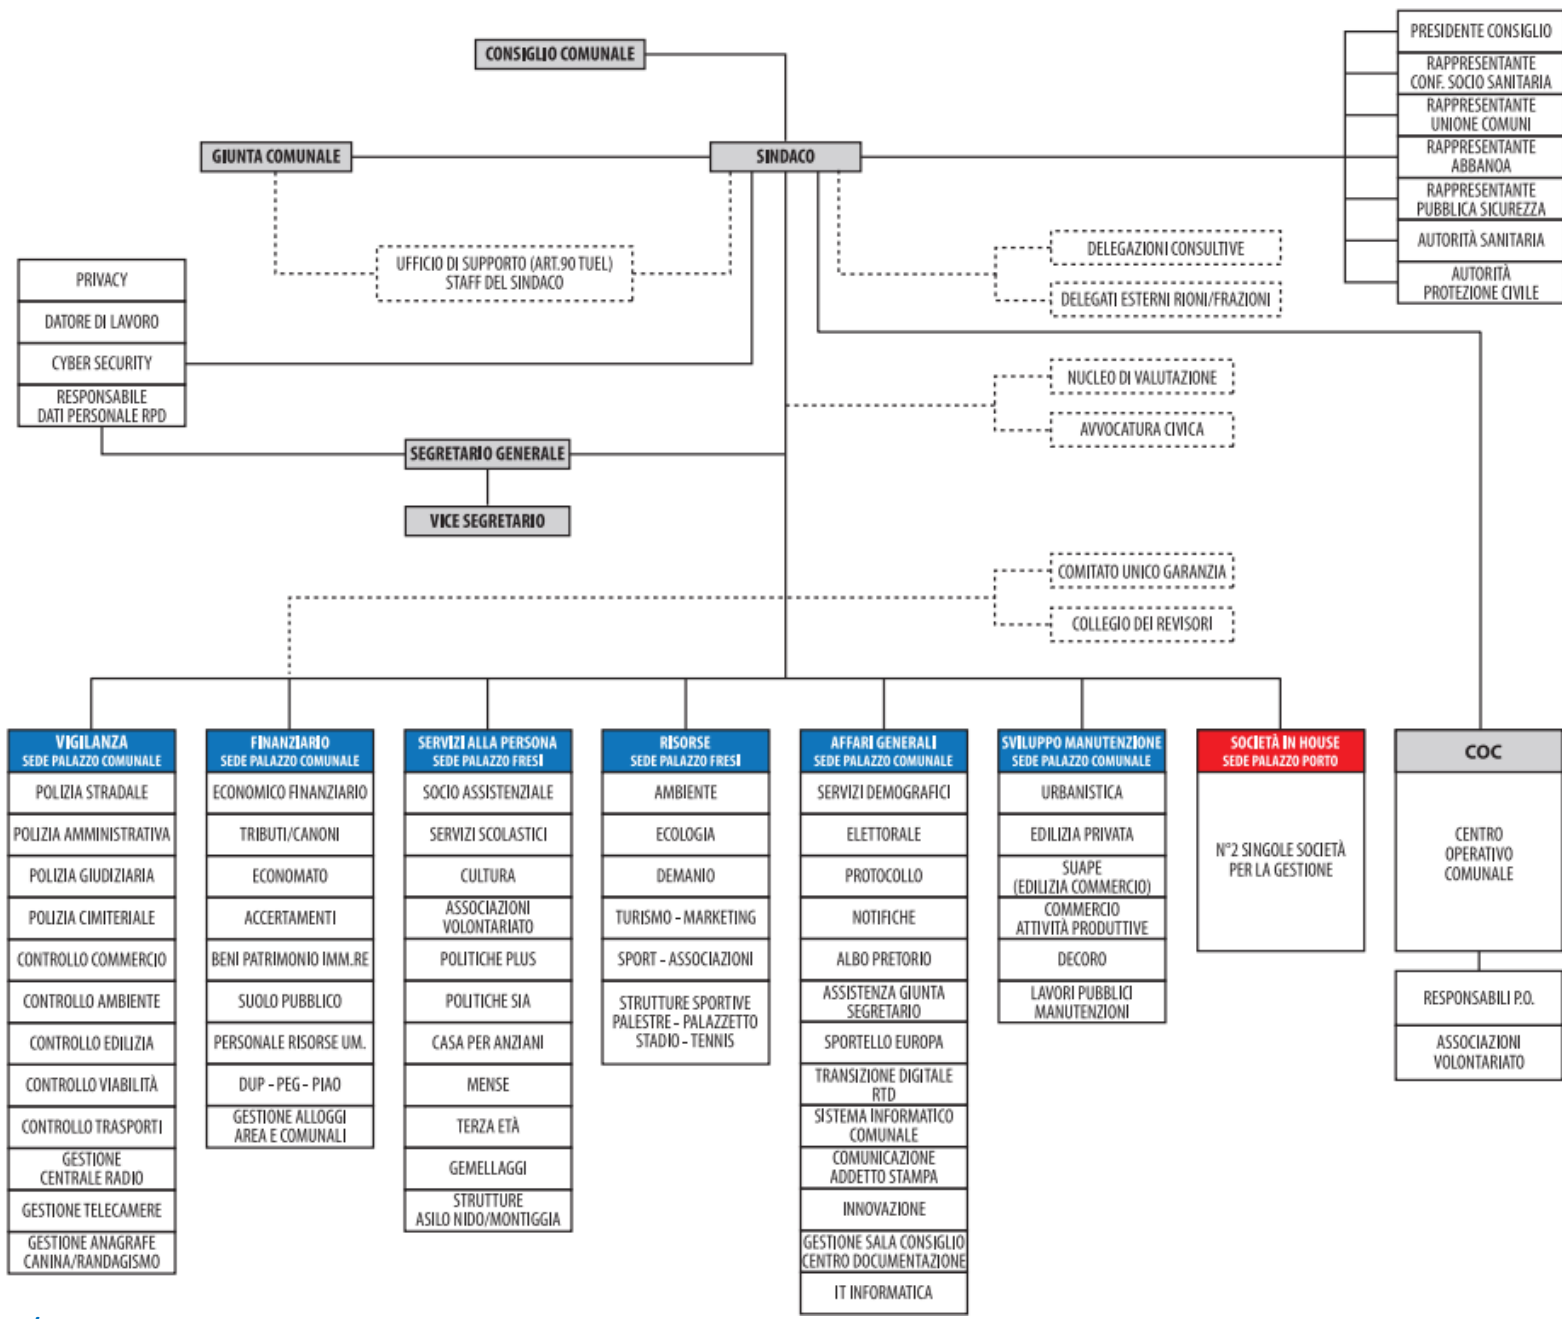 CONSIGLIO COMUNALE
GIUNTA COMUNALE
SINDACO
PRESIDENTE CONSIGLIO
RAPPRESENTANTE
CONF. SOCIO SANITARIA
RAPPRESENTANTE
UNIONE COMUNI
RAPPRESENTANTE
ABBANOA
RAPPRESENTANTE
PUBBLICA SICUREZZA
AUTORITÀ SANITARIA
AUTORITÀ
PROTEZIONE CIVILE
UFFICIO DI SUPPORTO (ART.90 TUEL)
STAFF DEL SINDACO
DELEGAZIONI CONSULTIVE
DELEGATI ESTERNI RIONI/FRAZIONI
PRIVACY
DATORE DI LAVORO
CYBER SECURITY
RESPONSABILE
DATI PERSONALE RPD
NUCLEO DI VALUTAZIONE
AVVOCATURA CIVICA
SEGRETARIO GENERALE
VICE SEGRETARIO
COMITATO UNICO GARANZIA
COLLEGIO DEI REVISORI
VIGILANZA
SEDE PALAZZO COMUNALE
POLIZIA STRADALE
POLIZIA AMMINISTRATIVA
POLIZIA GIUDIZIARIA
POLIZIA CIMITERIALE
CONTROLLO COMMERCIO
CONTROLLO AMBIENTE
CONTROLLO EDILIZIA
CONTROLLO VIABILITÀ
CONTROLLO TRASPORTI
GESTIONE
CENTRALE RADIO
GESTIONE TELECAMERE
GESTIONE ANAGRAFE
CANINA/RANDAGISMO
FINANZIARIO
SEDE PALAZZO COMUNALE
ECONOMICO FINANZIARIO
TRIBUTI/CANONI
ECONOMATO
ACCERTAMENTI
BENI PATRIMONIO IMM.RE
SUOLO PUBBLICO
PERSONALE RISORSE UM.
DUP - PEG - PIAO
GESTIONE ALLOGGI
AREA E COMUNALI
SERVIZI ALLA PERSONA
SEDE PALAZZO FRESI
SOCIO ASSISTENZIALE
SERVIZI SCOLASTICI
CULTURA
ASSOCIAZIONI
VOLONTARIATO
POLITICHE PLUS
POLITICHE SIA
CASA PER ANZIANI
MENSE
TERZA ETÀ
GEMELLAGGI
STRUTTURE
ASILO NIDO/MONTIGGIA
RISORSE
SEDE PALAZZO FRESI
AMBIENTE
ECOLOGIA
DEMANIO
TURISMO - MARKETING
SPORT - ASSOCIAZIONI
STRUTTURE SPORTIVE
PALESTRE - PALAZZETTO
STADIO - TENNIS
AFFARI GENERALI
SEDE PALAZZO COMUNALE
SERVIZI DEMOGRAFICI
ELETTORALE
PROTOCOLLO
NOTIFICHE
ALBO PRETORIO
ASSISTENZA GIUNTA
SEGRETARIO
SPORTELLO EUROPA
TRANSIZIONE DIGITALE
RTD
SISTEMA INFORMATICO
COMUNALE
COMUNICAZIONE
ADDETTO STAMPA
INNOVAZIONE
GESTIONE SALA CONSIGLIO
CENTRO DOCUMENTAZIONE
IT INFORMATICA
SVILUPPO MANUTENZIONE
SEDE PALAZZO COMUNALE
URBANISTICA
EDILIZIA PRIVATA
SUAPE
(EDILIZIA COMMERCIO)
COMMERCIO
ATTIVITÀ PRODUTTIVE
DECORO
LAVORI PUBBLICI
MANUTENZIONI
SOCIETÀ IN HOUSE
SEDE PALAZZO PORTO
N°2 SINGOLE SOCIETÀ
PER LA GESTIONE
COC
CENTRO
OPERATIVO
COMUNALE
RESPONSABILI P.O.
ASSOCIAZIONI
VOLONTARIATO